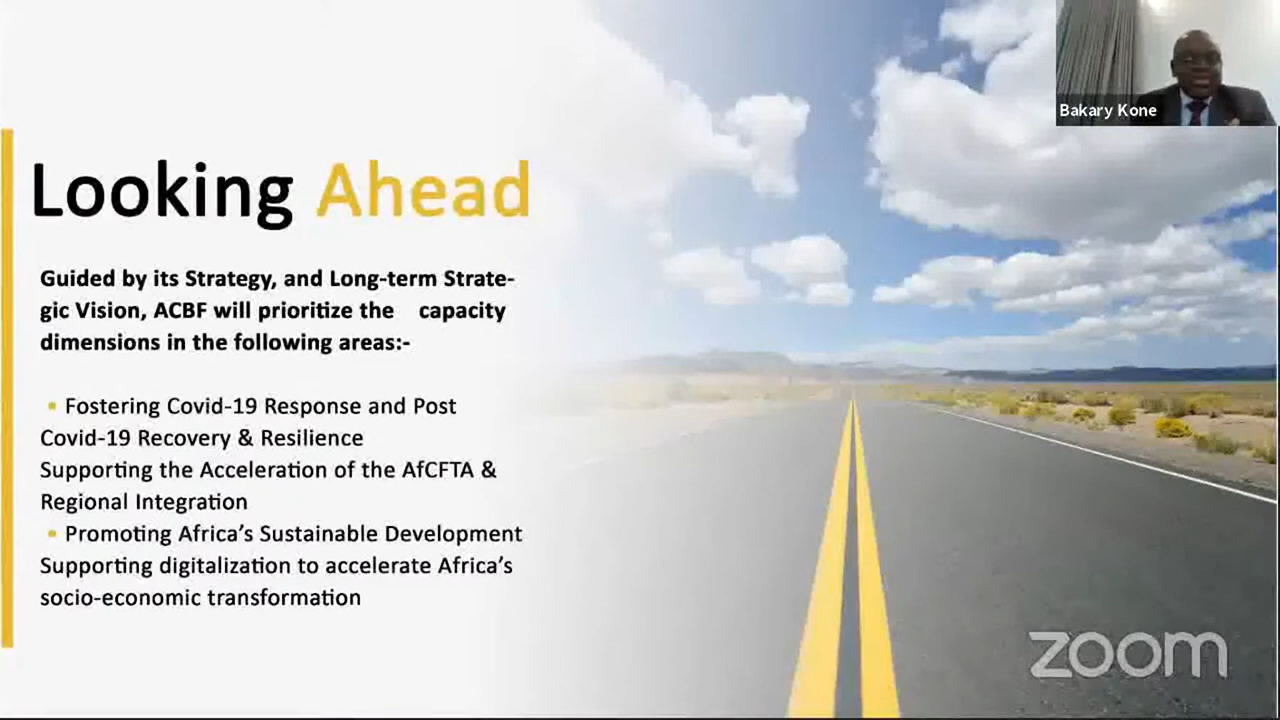 Bakary Kone
Looking Ahead
Guided by its Strategy, and Long-term Strate-
gic Vision, ACBF will prioritize the capacity
dimensions in the following areas:-
• Fostering Covid-19 Response and Post
Covid-19 Recovery & Resilience
Supporting the Acceleration of the AfCFTA &
Regional Integration
• Promoting Africa’s Sustainable Development
Supporting digitalization to accelerate Africa’s
socio-economic transformation
zoom